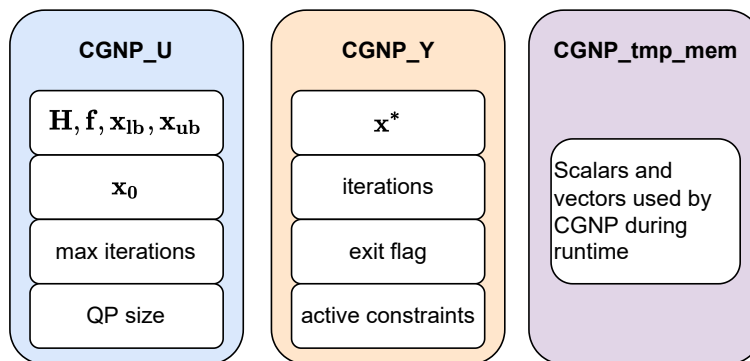 CGNP_U
H, f, x_lb, x_ub
x_0
max iterations
QP size
CGNP_Y
x*
iterations
exit flag
active constraints
CGNP_tmp_mem
Scalars and
vectors used by
CGNP during
runtime